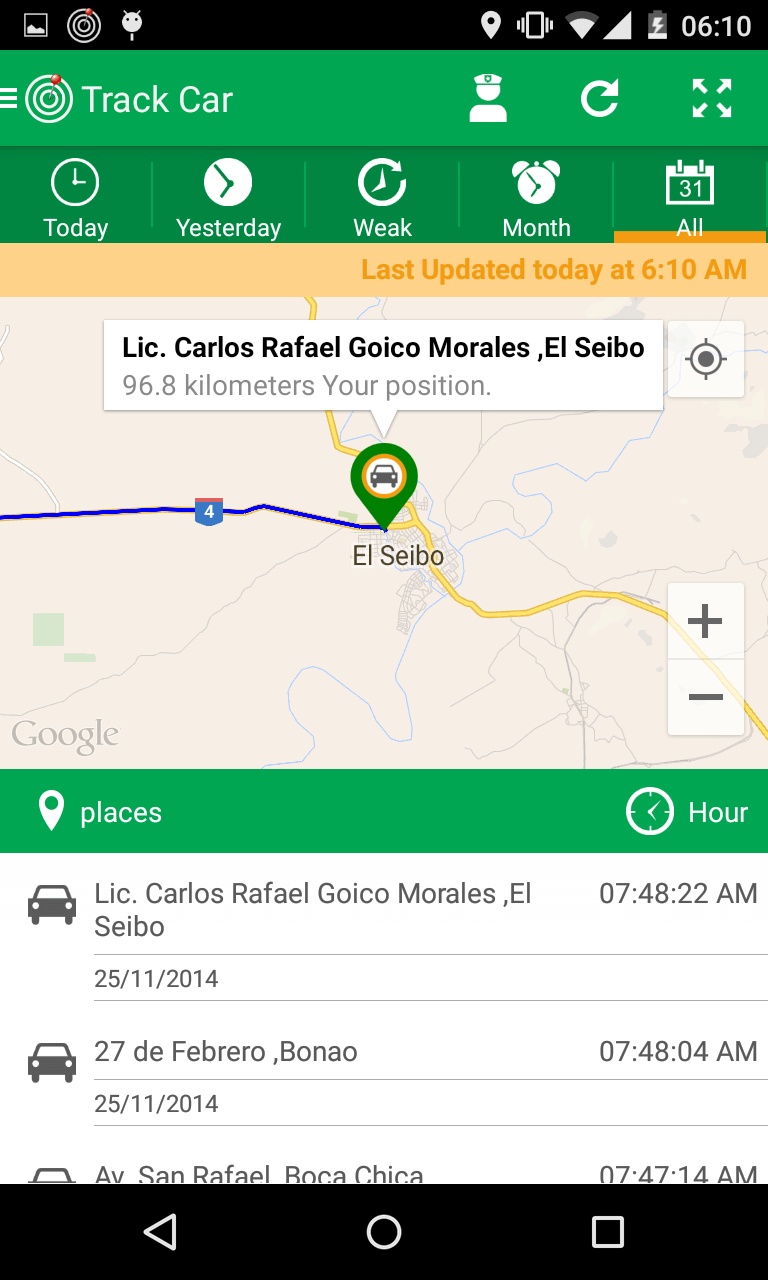 06:10
Track Car
Today
Yesterday
Weak
Month
31
All
Last Updated today at 6:10 AM
Lic. Carlos Rafael Goico Morales ,El Seibo
96.8 kilometers Your position.
4
El Seibo
+
−
Google
places
Hour
Lic. Carlos Rafael Goico Morales ,El
Seibo
07:48:22 AM
25/11/2014
27 de Febrero ,Bonao
07:48:04 AM
25/11/2014
Av. San Rafael, Boca Chica
07:47:14 AM